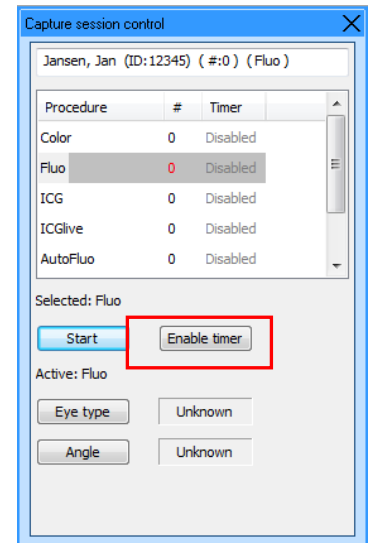 Capture session control
Jansen, Jan (ID:12345) ( #:0 ) ( Fluo )
Procedure # Timer
Color 0 Disabled
Fluo 0 Disabled
ICG 0 Disabled
ICGlive 0 Disabled
AutoFluo 0 Disabled
Selected: Fluo
Start Enable timer
Active: Fluo
Eye type Unknown
Angle Unknown